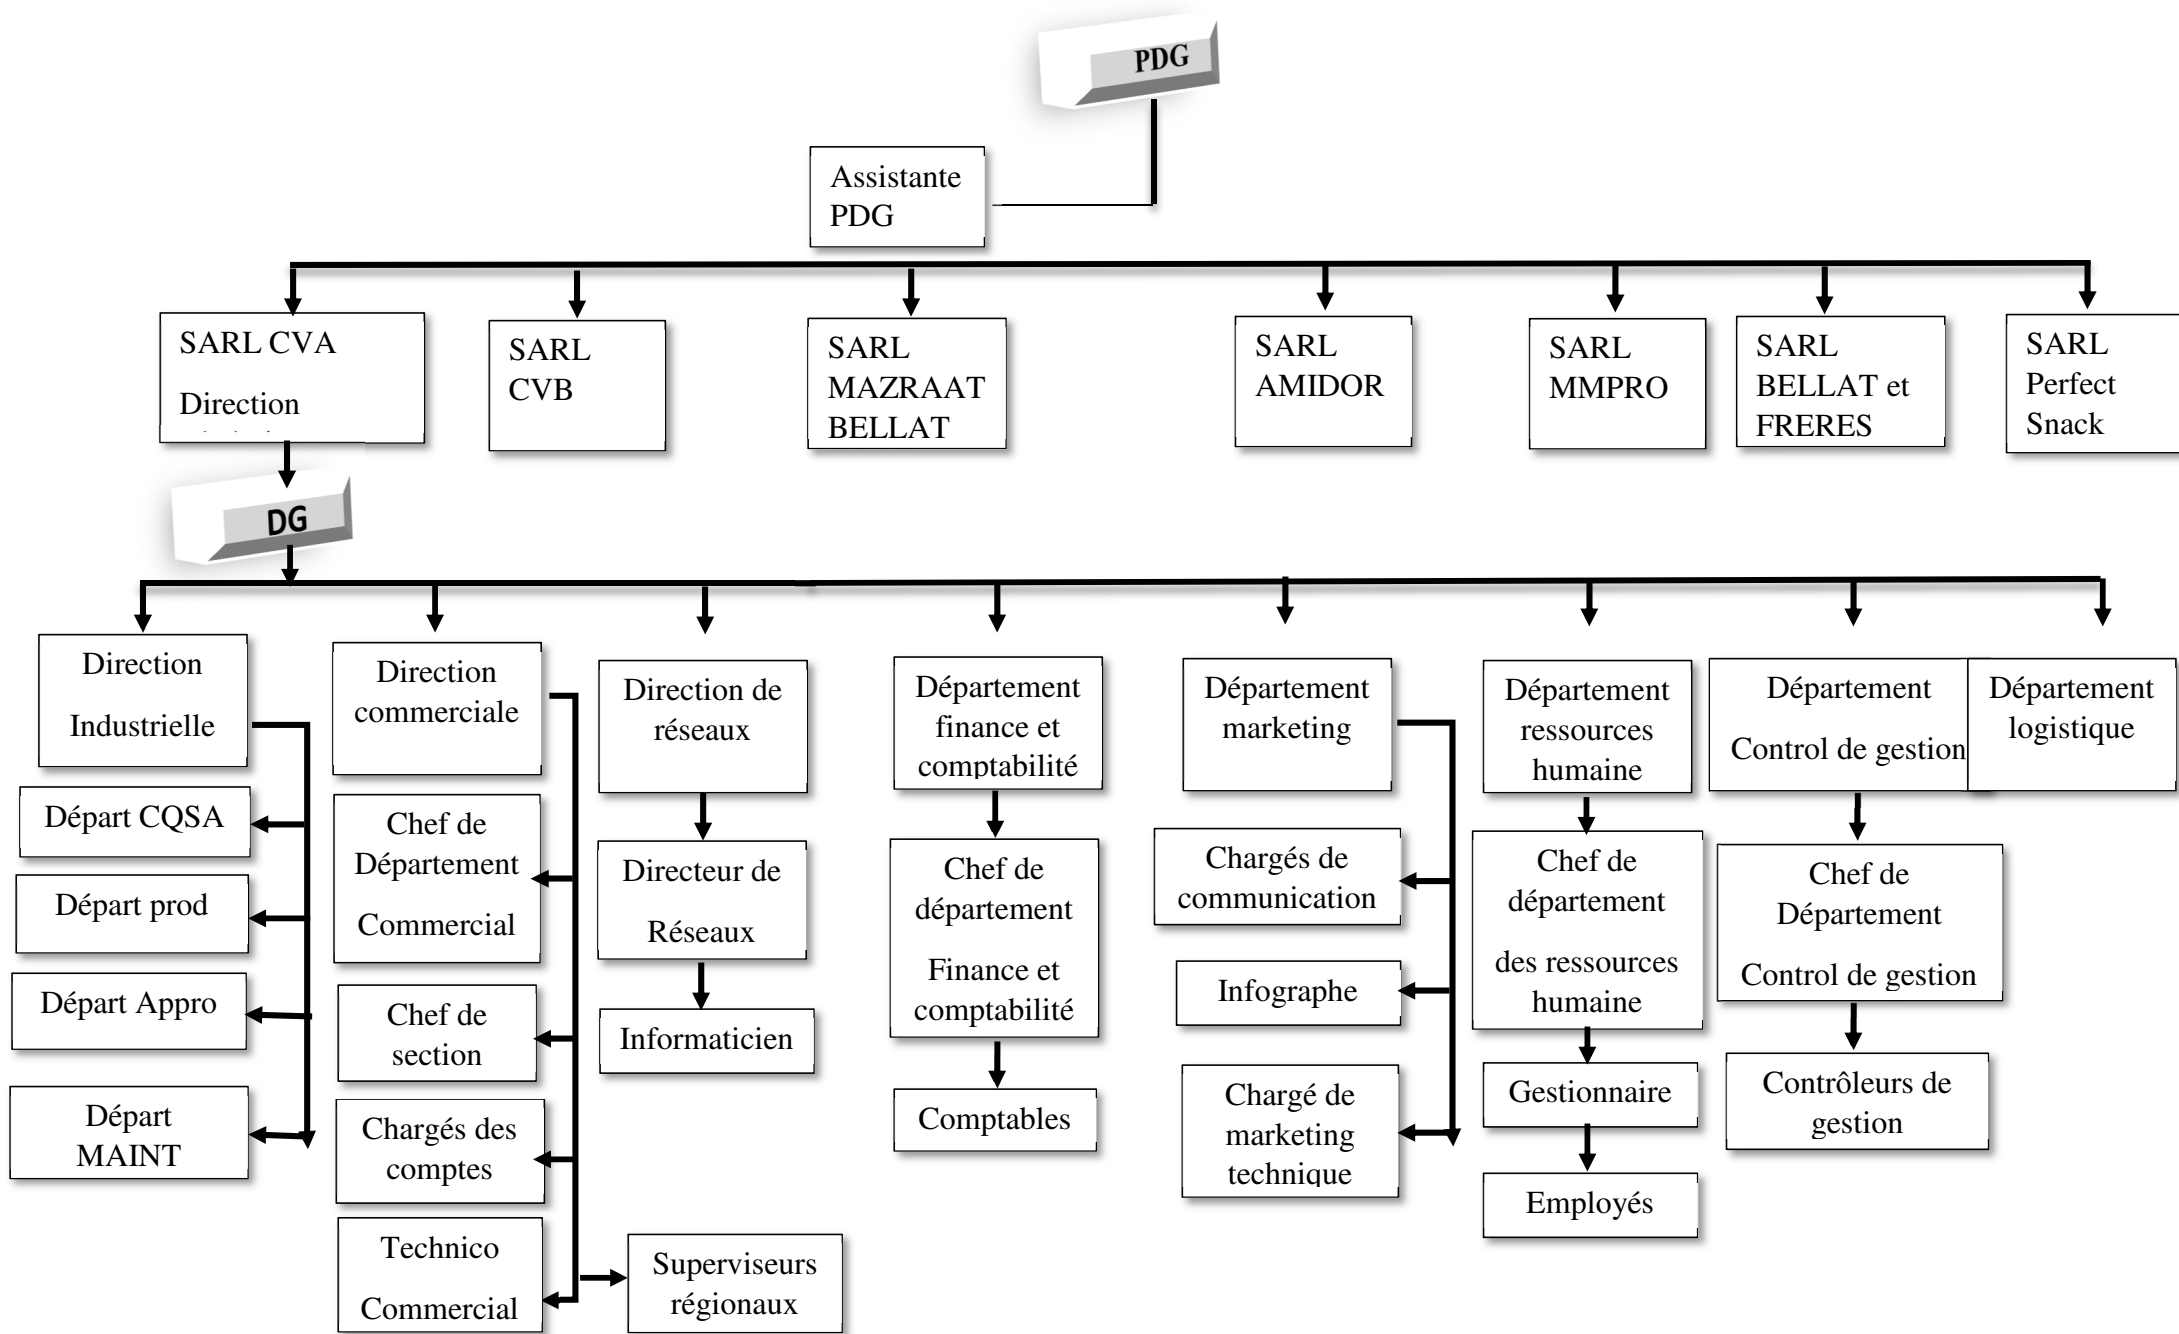 PDG
Assistante
PDG
SARL CVA
Direction
SARL
CVB
SARL
MAZRAAT
BELLAT
SARL
AMIDOR
SARL
MMPRO
SARL
BELLAT et
FRERES
SARL
Perfect
Snack
DG
Direction
Industrielle
Direction
commerciale
Direction de
réseaux
Département
finance et
comptabilité
Département
marketing
Département
ressources
humaine
Département
Control de gestion
Département
logistique
Départ CQSA
Départ prod
Départ Appro
Départ
MAINT
Chef de
Département
Commercial
Chef de
section
Chargés des
comptes
Technico
Commercial
Superviseurs
régionaux
Directeur de
Réseaux
Informaticien
Chef de
département
Finance et
comptabilité
Comptables
Chargés de
communication
Infographe
Chargé de
marketing
technique
Chef de
département
des ressources
humaine
Gestionnaire
Employés
Chef de
Département
Control de gestion
Contrôleurs de
gestion